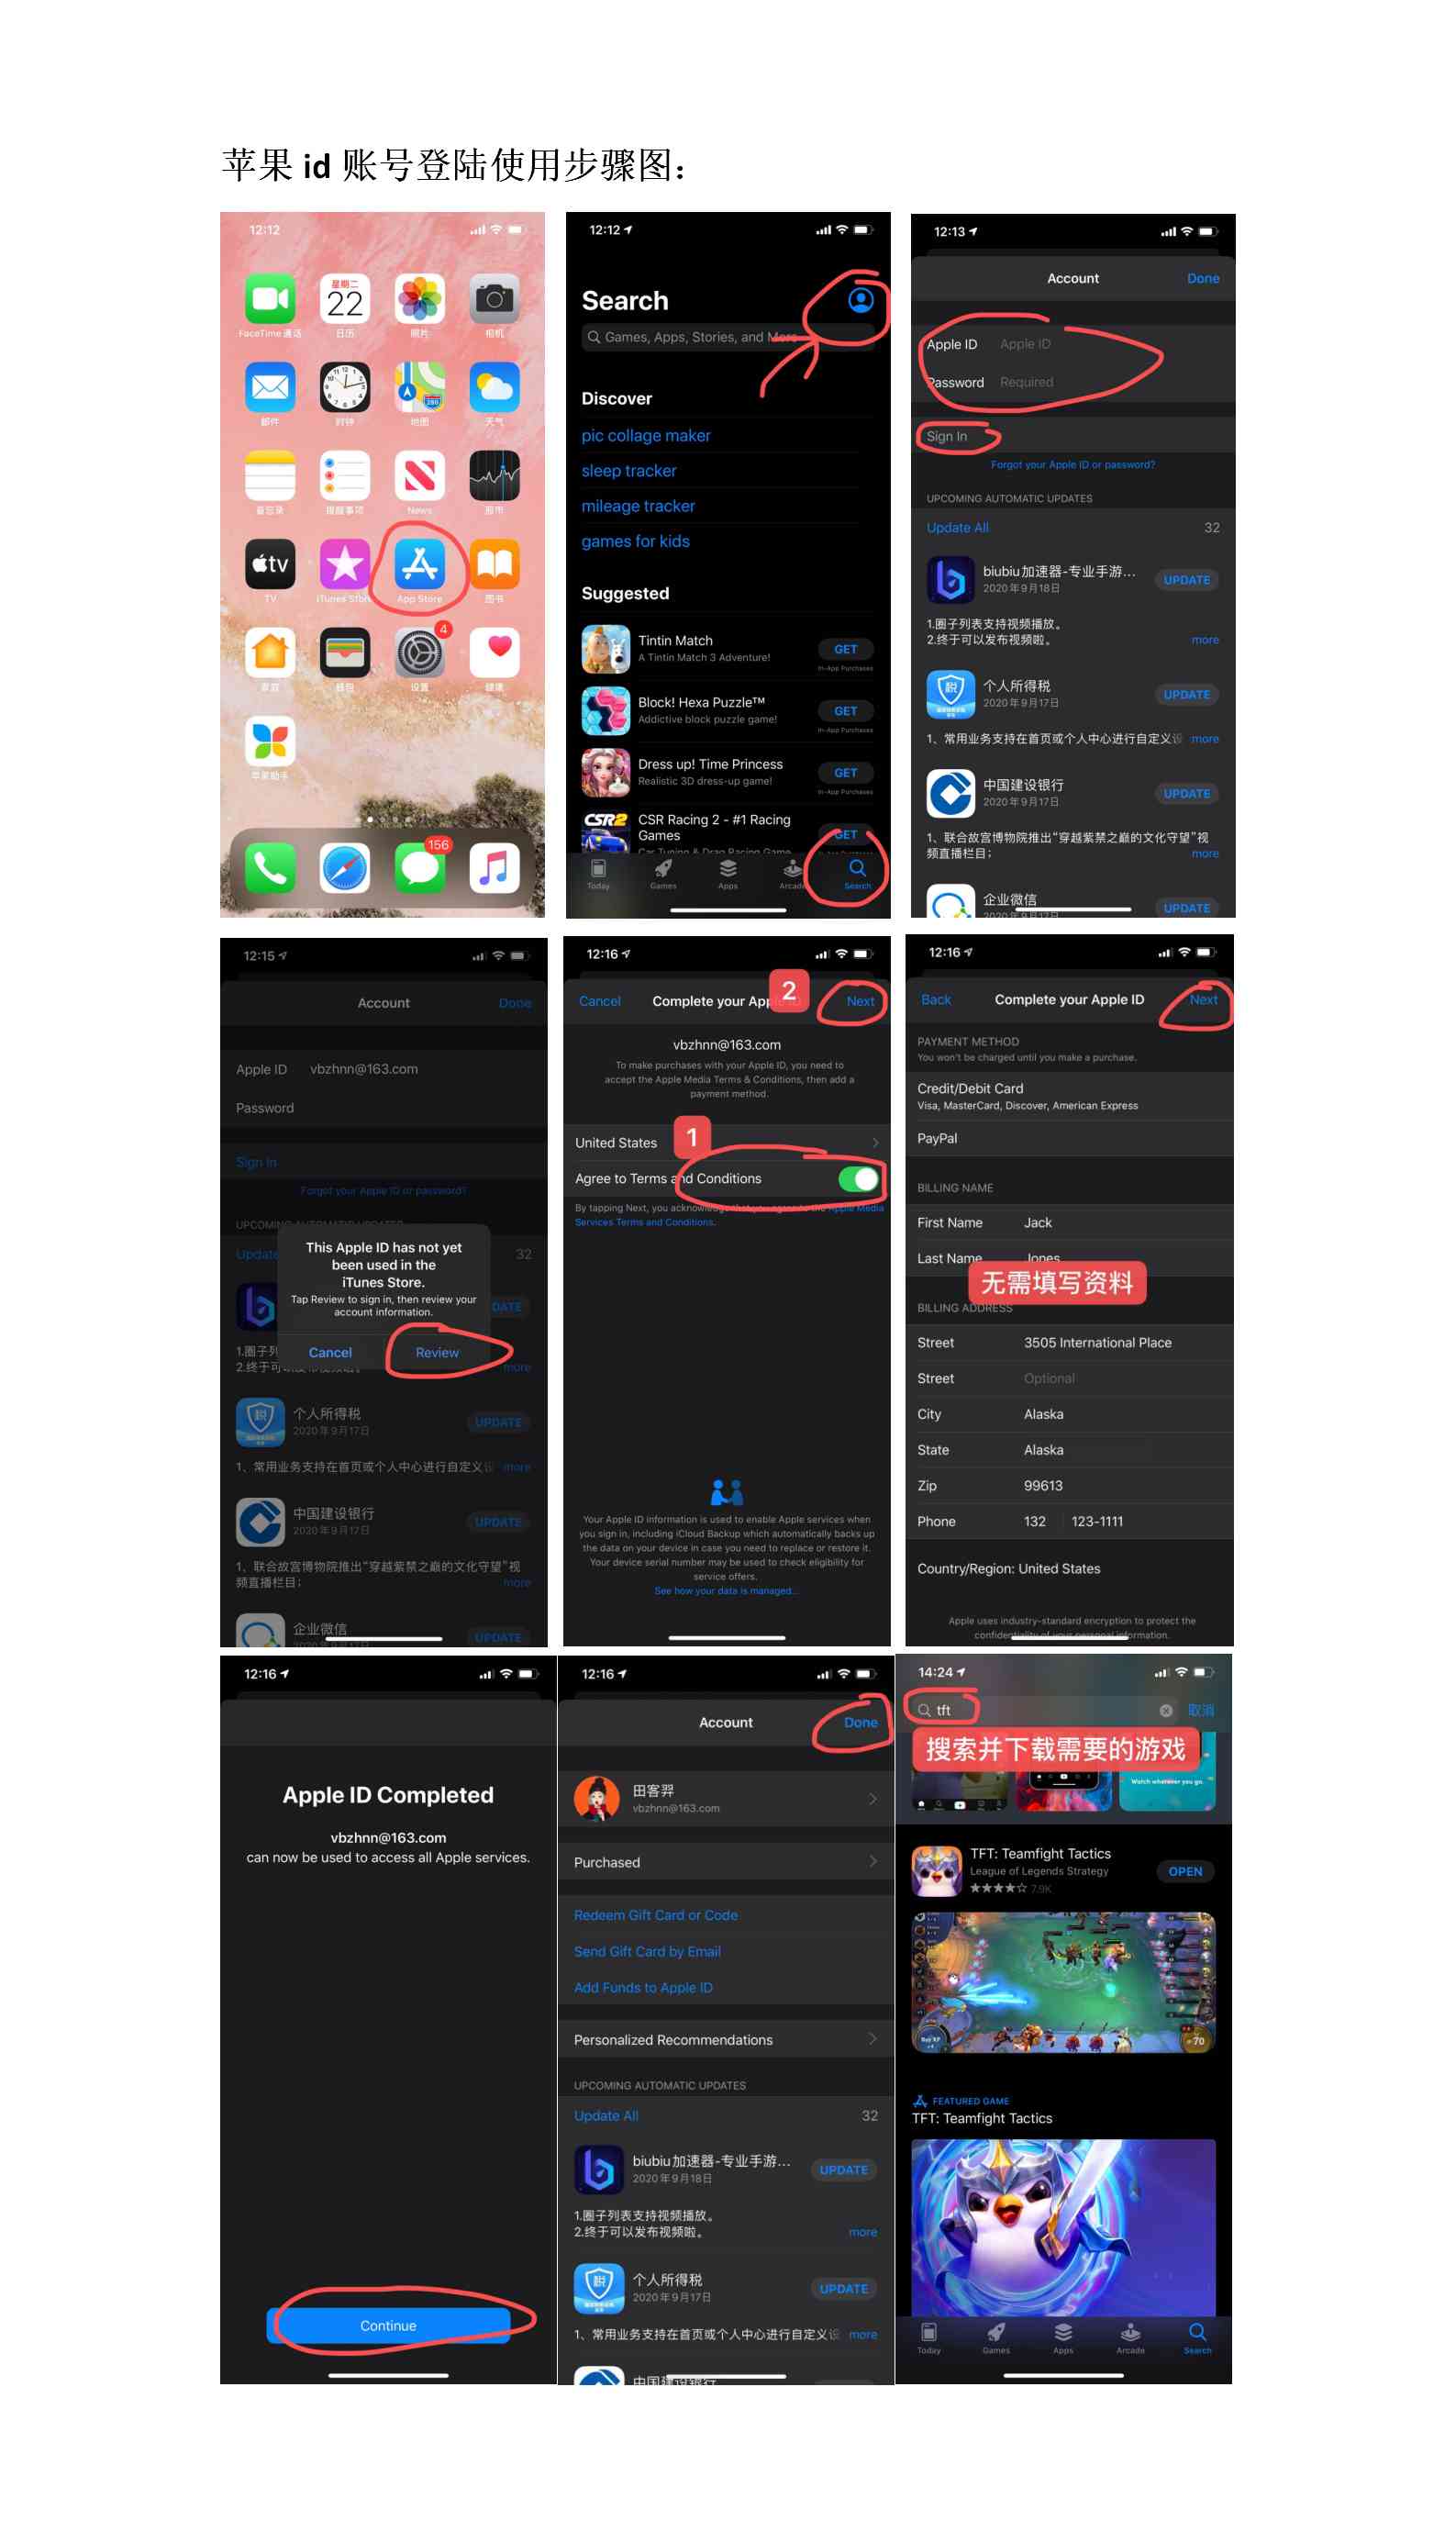 苹果 id 账号登陆使用步骤图：
12:12
FaceTime 通话
星期二
22
日历
照片
相机
邮件
时钟
地图
天气
备忘录
提醒事项
News
股市
tv
TV
iTunes Store
App Store
图书
家庭
钱包
4
设置
健康
苹果助手
156
12:12
Search
Games, Apps, Stories, and More
Discover
pic collage maker
sleep tracker
mileage tracker
games for kids
Suggested
Tintin Match
A Tintin Match 3 Adventure!
GET
In-App Purchases
Block! Hexa Puzzle™
Addictive block puzzle game!
GET
In-App Purchases
Dress up! Time Princess
Realistic 3D dress-up game!
GET
In-App Purchases
CSR2
CSR Racing 2 - #1 Racing
Games
Car Tuning & Drag Racing Game
GET
Today
Games
Apps
Arcade
Search
12:13
Account
Done
Apple ID
Apple ID
Password
Required
Sign In
Forgot your Apple ID or password?
UPCOMING AUTOMATIC UPDATES
Update All
32
biubiu加速器-专业手游...
2020年9月18日
UPDATE
1.圈子列表支持视频播放。
2.终于可以发布视频啦。
more
个人所得税
2020年9月17日
UPDATE
1、常用业务支持在首页或个人中心进行自定义设
more
中国建设银行
2020年9月17日
UPDATE
1、联合故宫博物院推出“穿越紫禁之巅的文化守望”视
频直播栏目；
more
企业微信
2020年9月17日
UPDATE
12:15
Account
Done
Apple ID
vbzhnn@163.com
Password
Sign In
Forgot your Apple ID or password?
UPCOMING AUTOMATIC UPDATES
Update
32
This Apple ID has not yet
been used in the
iTunes Store.
Tap Review to sign in, then review your
account information.
Cancel
Review
1.圈子列
2.终于可以发布视频啦。
more
个人所得税
2020年9月17日
UPDATE
1、常用业务支持在首页或个人中心进行自定义设
more
中国建设银行
2020年9月17日
UPDATE
1、联合故宫博物院推出“穿越紫禁之巅的文化守望”视
频直播栏目；
more
企业微信
2020年9月17日
UPDATE
12:16
Cancel
Complete your Apple
2
Next
vbzhnn@163.com
To make purchases with your Apple ID, you need to
accept the Apple Media Terms & Conditions, then add a
payment method.
United States
1
Agree to Terms and Conditions
By tapping Next, you acknowledge that you agree to the Apple Media
Services Terms and Conditions.
Your Apple ID information is used to enable Apple services when
you sign in, including iCloud Backup which automatically backs up
the data on your device in case you need to replace or restore it.
Your device serial number may be used to check eligibility for
service offers.
See how your data is managed...
12:16
Back
Complete your Apple ID
Next
PAYMENT METHOD
You won't be charged until you make a purchase.
Credit/Debit Card
Visa, MasterCard, Discover, American Express
PayPal
BILLING NAME
First Name
Jack
Last Name
Jones
无需填写资料
BILLING ADDRESS
Street
3505 International Place
Street
Optional
City
Alaska
State
Alaska
Zip
99613
Phone
132
123-1111
Country/Region: United States
Apple uses industry-standard encryption to protect the
confidentiality of your personal information.
12:16
Apple ID Completed
vbzhnn@163.com
can now be used to access all Apple services.
Continue
12:16
Account
Done
田客羿
vbzhnn@163.com
Purchased
Redeem Gift Card or Code
Send Gift Card by Email
Add Funds to Apple ID
Personalized Recommendations
UPCOMING AUTOMATIC UPDATES
Update All
32
biubiu加速器-专业手游...
2020年9月18日
UPDATE
1.圈子列表支持视频播放。
2.终于可以发布视频啦。
more
个人所得税
2020年9月17日
UPDATE
1、常用业务支持在首页或个人中心进行自定义设
more
中国建设银行
14:24
tft
取消
搜索并下载需要的游戏
Watch wherever you go.
TFT: Teamfight Tactics
League of Legends Strategy
7.9K
OPEN
70
FEATURED GAME
TFT: Teamfight Tactics
Today
Games
Apps
Arcade
Search